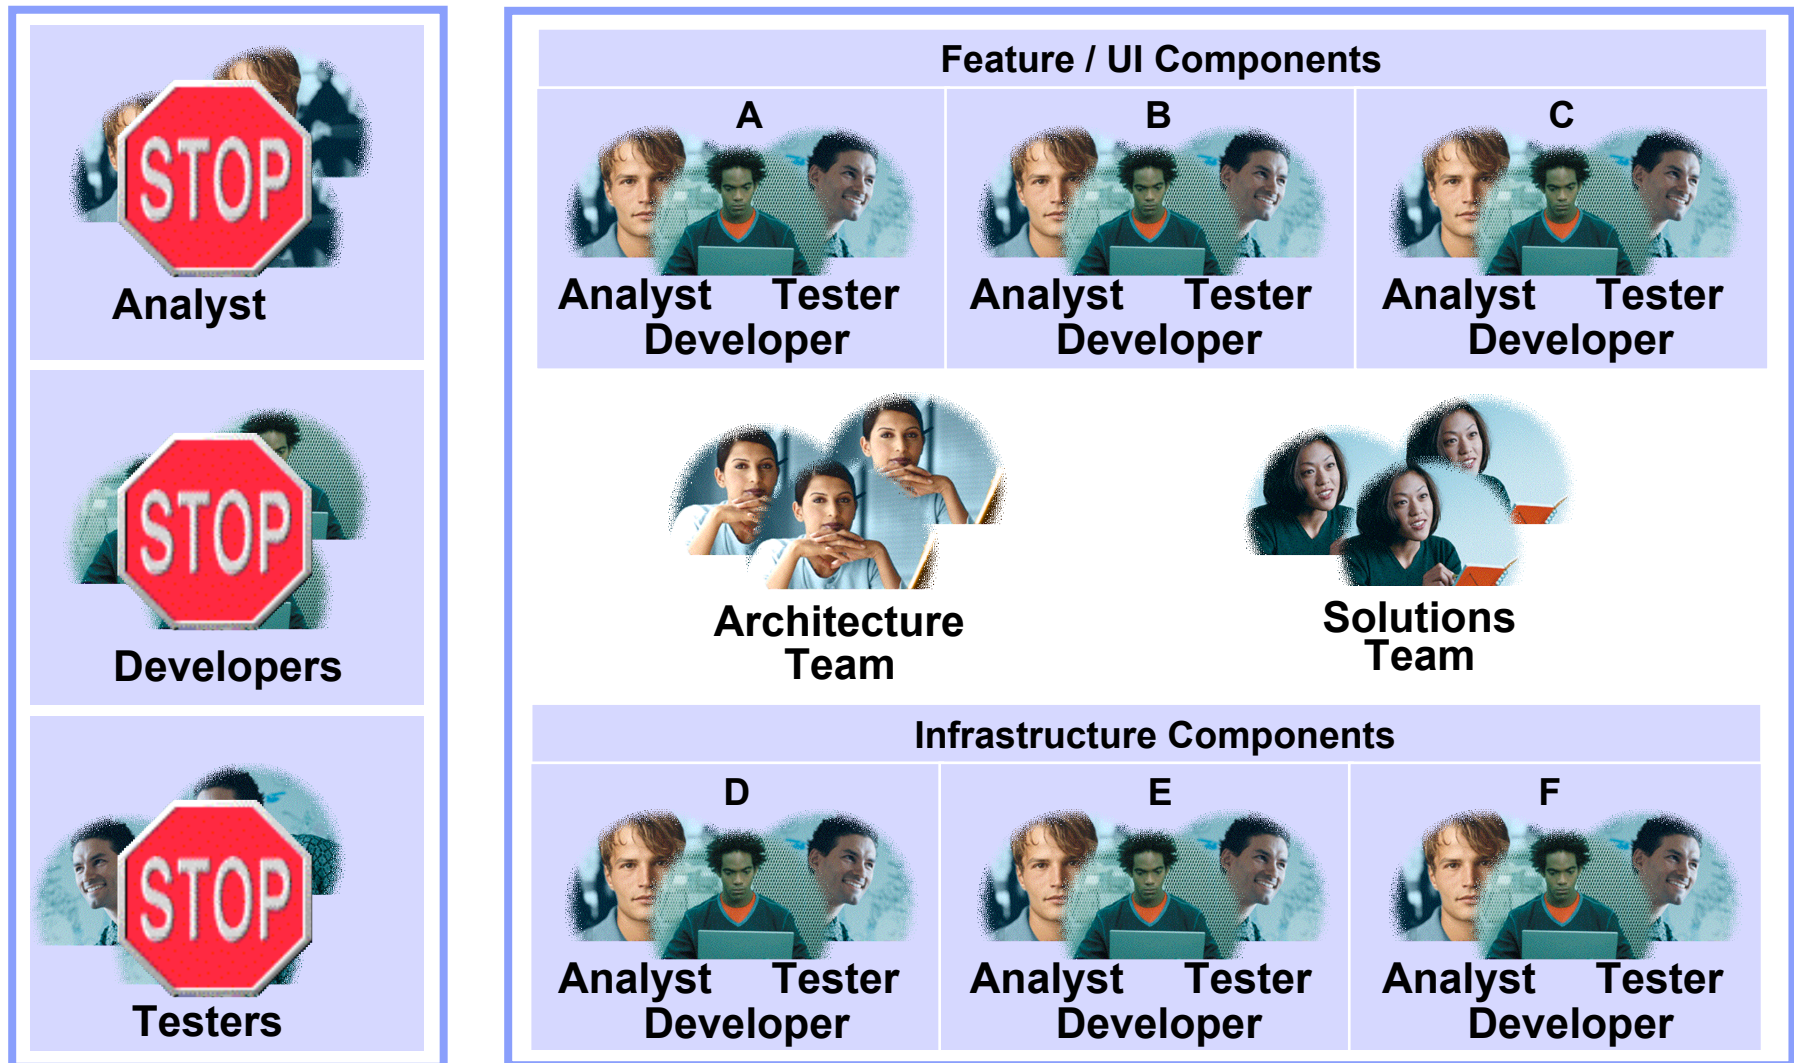 STOP
Analyst
STOP
Developers
STOP
Testers
Feature / UI Components
A
Analyst Tester
Developer
B
Analyst Tester
Developer
C
Analyst Tester
Developer
Architecture
Team
Solutions
Team
Infrastructure Components
D
Analyst Tester
Developer
E
Analyst Tester
Developer
F
Analyst Tester
Developer